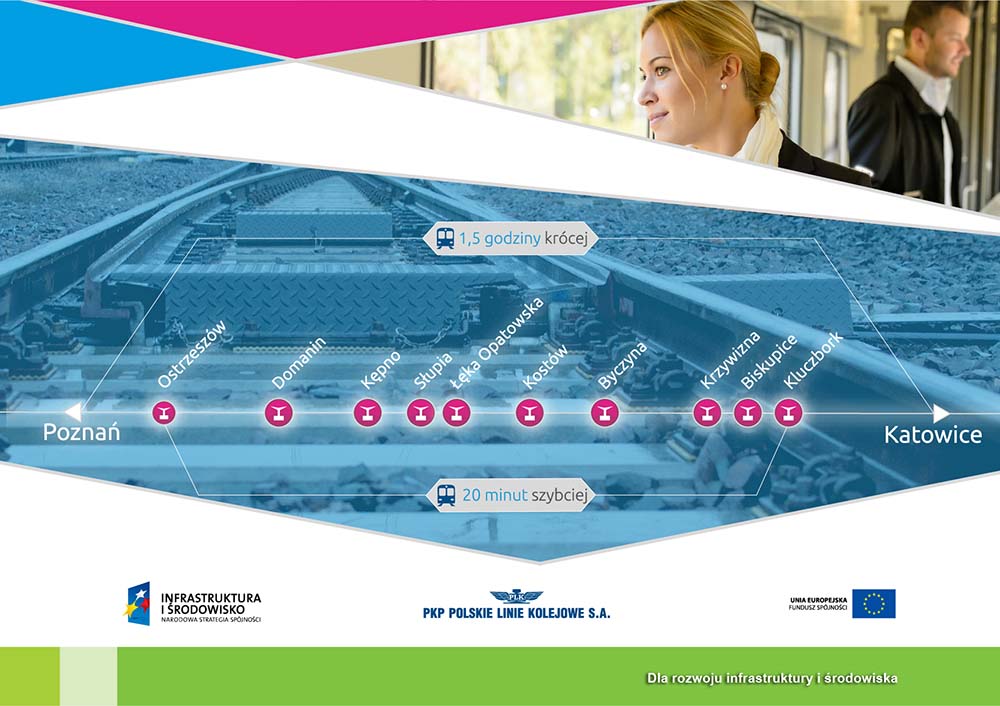 1,5 godziny krócej
Ostrzeszów
Domanin
Kępno
Słupia
Łęka Opatowska
Kostów
Byczyna
Krzywizna
Biskupice
Kluczbork
Poznań
Katowice
20 minut szybciej
INFRASTRUKTURA
I ŚRODOWISKO
NARODOWA STRATEGIA SPÓJNOŚCI
PLK
PKP POLSKIE LINIE KOLEJOWE S.A.
UNIA EUROPEJSKA
FUNDUSZ SPÓJNOŚCI
Dla rozwoju infrastruktury i środowiska